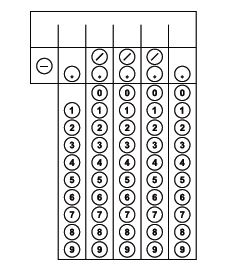 − / / /
. . . . .
0 0 0 0
1 1 1 1 1
2 2 2 2 2
3 3 3 3 3
4 4 4 4 4
5 5 5 5 5
6 6 6 6 6
7 7 7 7 7
8 8 8 8 8
9 9 9 9 9